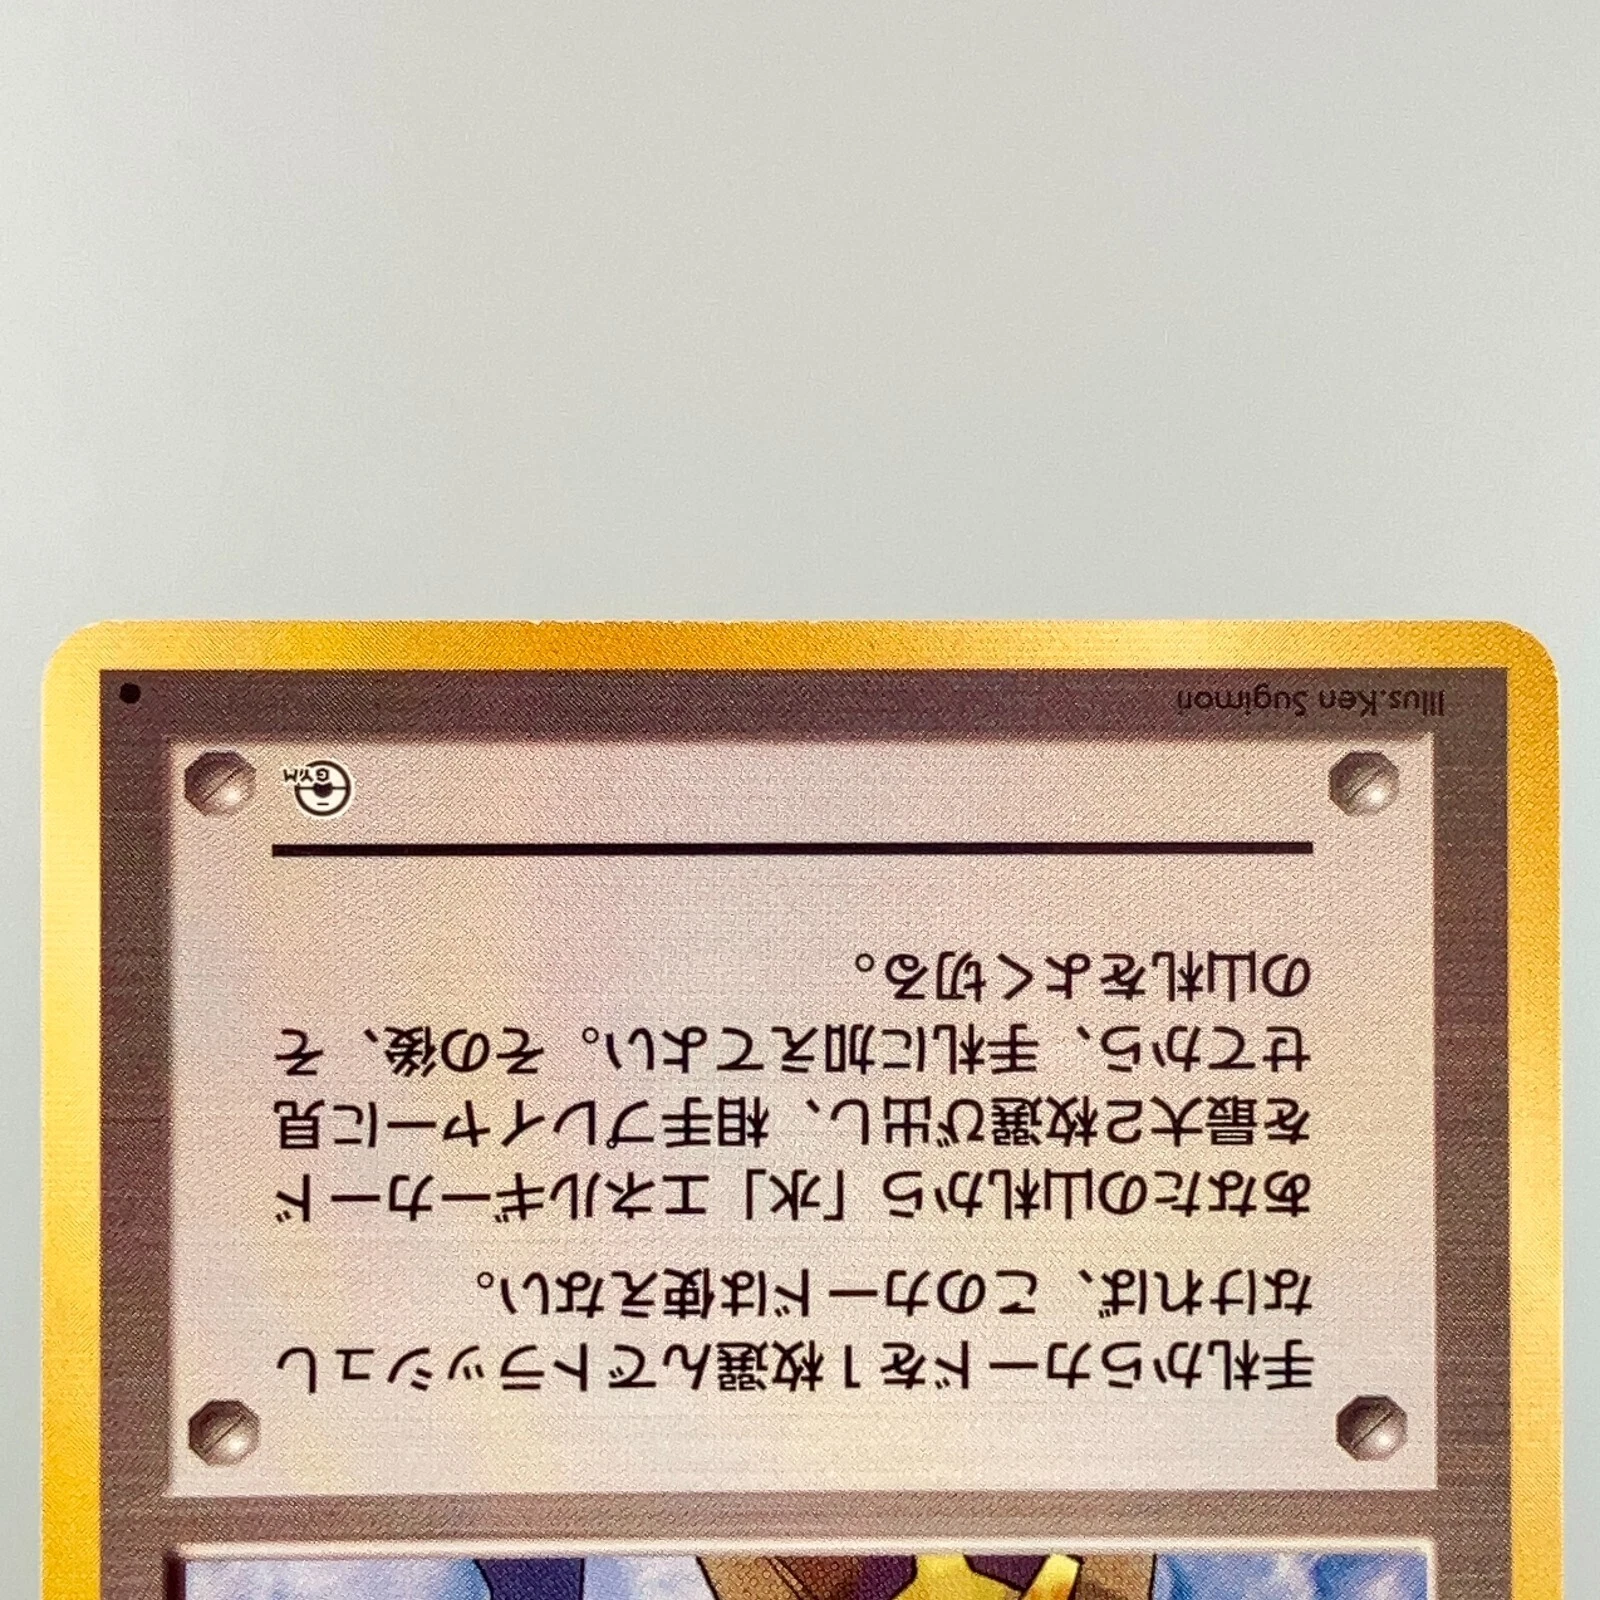 手札からカードを1枚選んでトラッシュし
なければ、このカードは使えない。
あなたの山札から「水」エネルギーカード
を最大2枚選び出し、相手プレイヤーに見
せてから、手札に加えてよい。その後、そ
の山札をよく切る。
GYM
Illus.Ken Sugimori